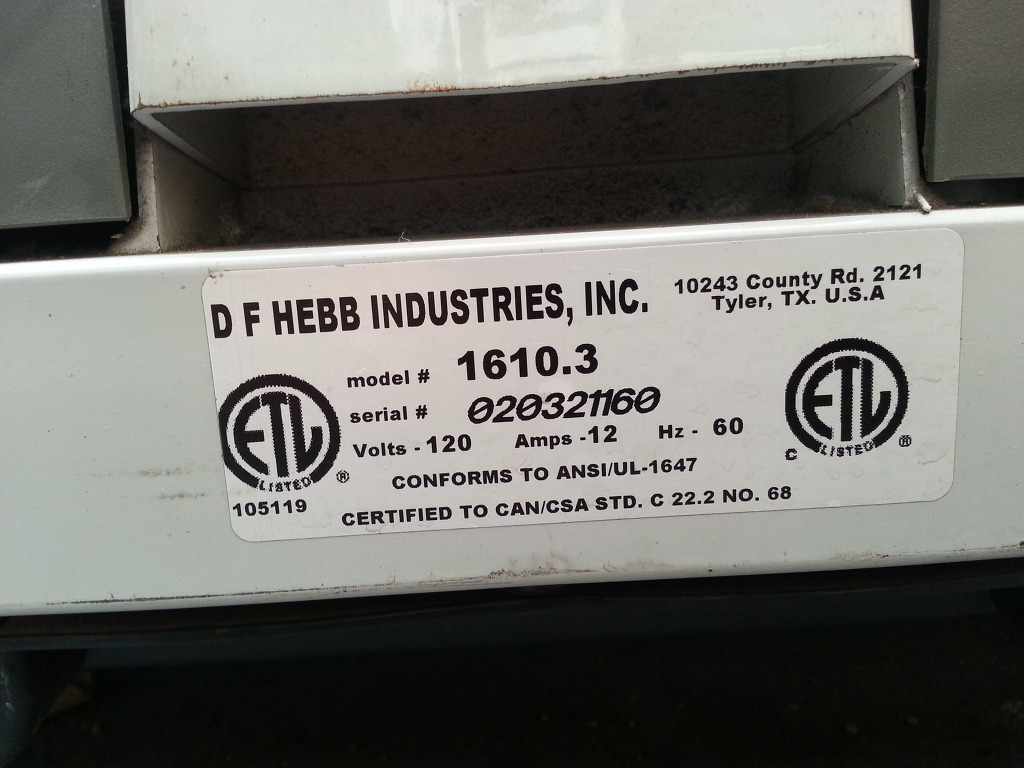 D F HEBB INDUSTRIES, INC.
10243 County Rd. 2121
Tyler, TX. U.S.A
model # 1610.3
serial # 020321160
Volts - 120 Amps -12 Hz - 60
ETL
LISTED
®
105119
ETL
C LISTED ®
CONFORMS TO ANSI/UL-1647
CERTIFIED TO CAN/CSA STD. C 22.2 NO. 68